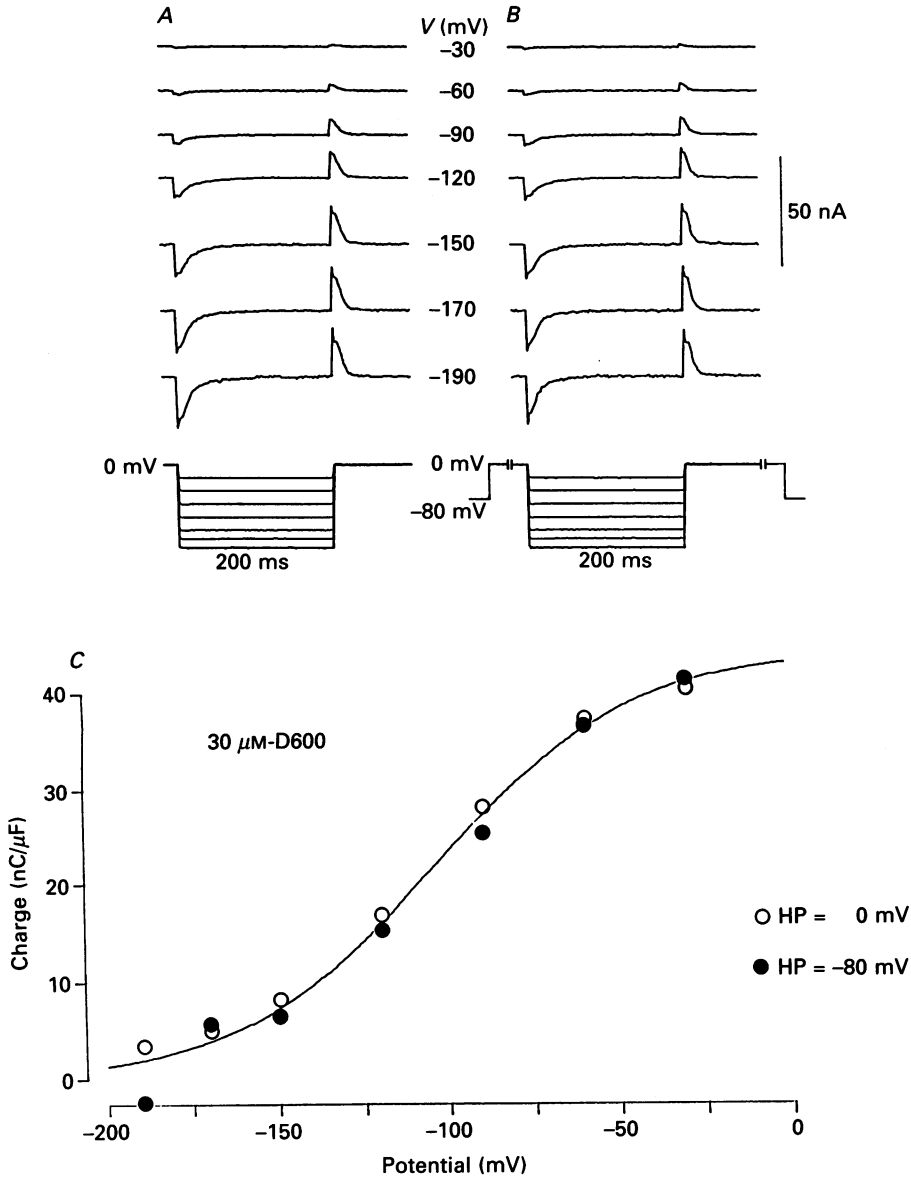 A
B
V (mV)
–30
–60
–90
–120
–150
–170
–190
50 nA
0 mV
0 mV
–80 mV
200 ms
200 ms
C
30 μM-D600
Charge (nC/μF)
40
30
20
10
0
HP = 0 mV
HP = –80 mV
–200
–150
–100
–50
0
Potential (mV)